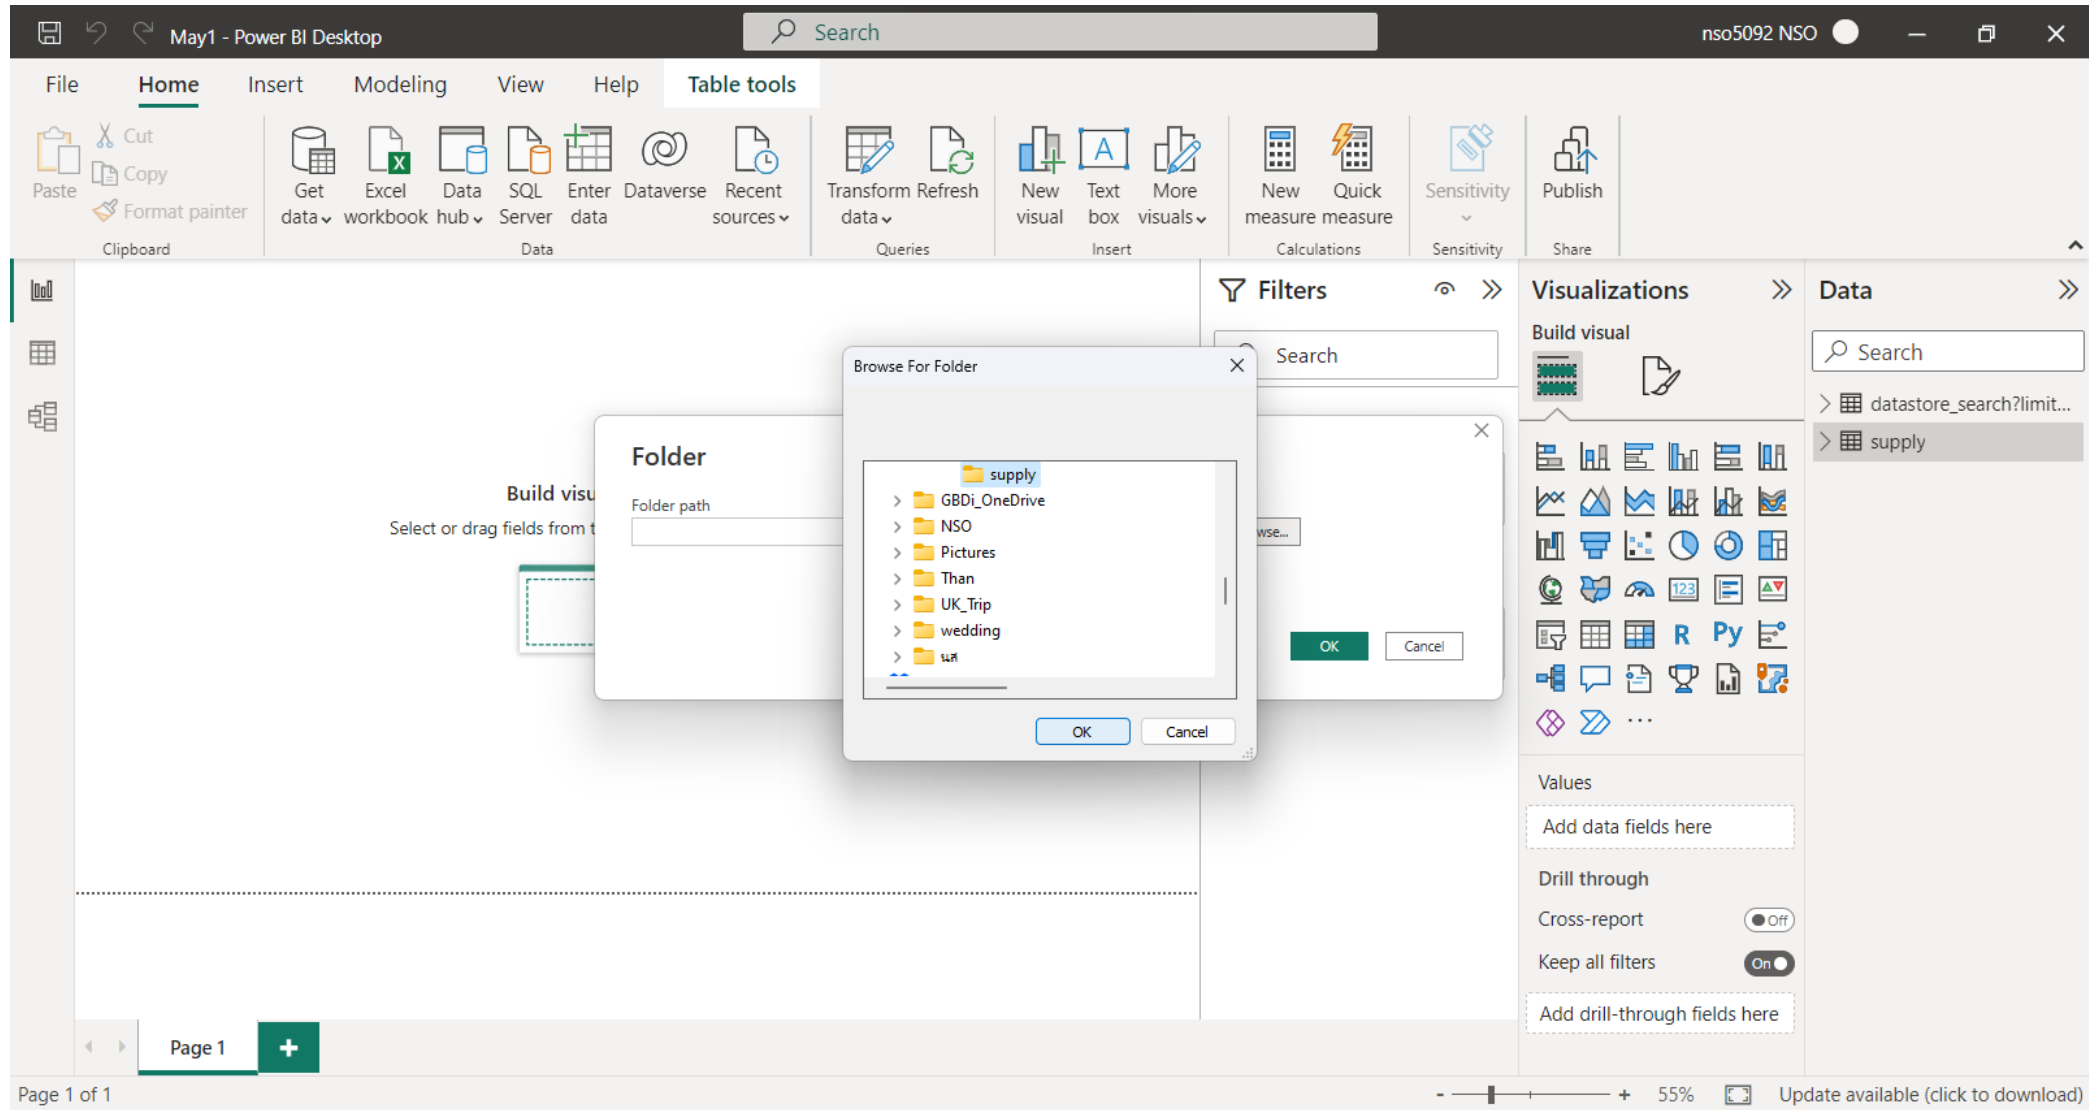 May1 - Power BI Desktop
Search
nso5092 NSO
File Home Insert Modeling View Help Table tools
Paste
Cut
Copy
Format painter
Clipboard
Get data
Excel workbook
Data hub
SQL Server
Enter data
Dataverse
Recent sources
Data
Transform data
Refresh
Queries
New visual
Text box
More visuals
Insert
New measure
Quick measure
Calculations
Sensitivity
Sensitivity
Publish
Share
Build visu
Select or drag fields from t
Folder
Folder path
wse...
OK Cancel
Browse For Folder
supply
GBDi_OneDrive
NSO
Pictures
Than
UK_Trip
wedding
นส
OK Cancel
Filters
Search
Visualizations
Build visual
123
R Py
Values
Add data fields here
Drill through
Cross-report Off
Keep all filters On
Add drill-through fields here
Data
Search
datastore_search?limit...
supply
Page 1 +
Page 1 of 1
- + 55% Update available (click to download)